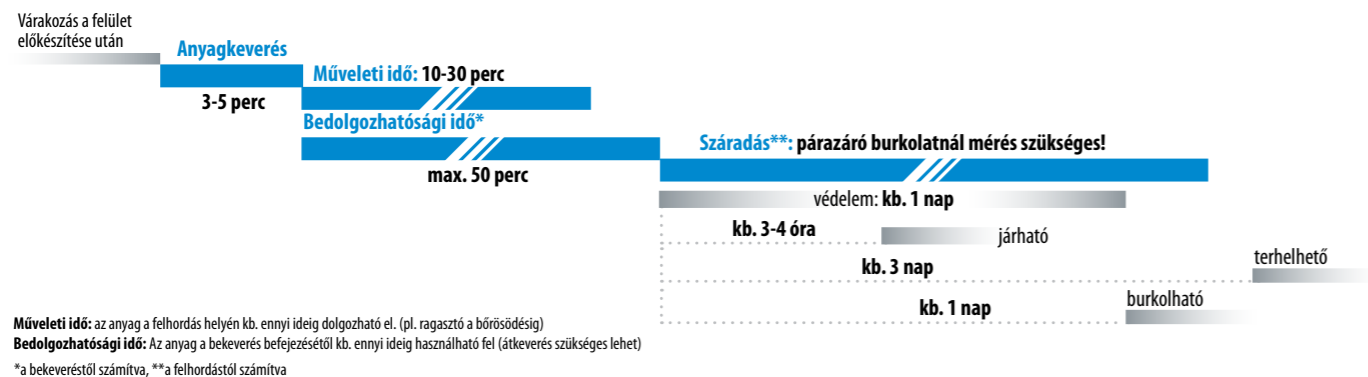 Várakozás a felület
előkészítése után
Anyagkeverés
3-5 perc
Műveleti idő: 10-30 perc
Bedolgozhatósági idő*
max. 50 perc
Száradás**: párazáró burkolatnál mérés szükséges!
védelem: kb. 1 nap
kb. 3-4 óra
járható
kb. 3 nap
terhelhető
kb. 1 nap
burkolható
Műveleti idő: az anyag a felhordás helyén kb. ennyi ideig dolgozható el. (pl. ragasztó a bőrösödésig)
Bedolgozhatósági idő: Az anyag a bekeverés befejezésétől kb. ennyi ideig használható fel (átkeverés szükséges lehet)
*a bekeveréstől számítva, **a felhordástól számítva